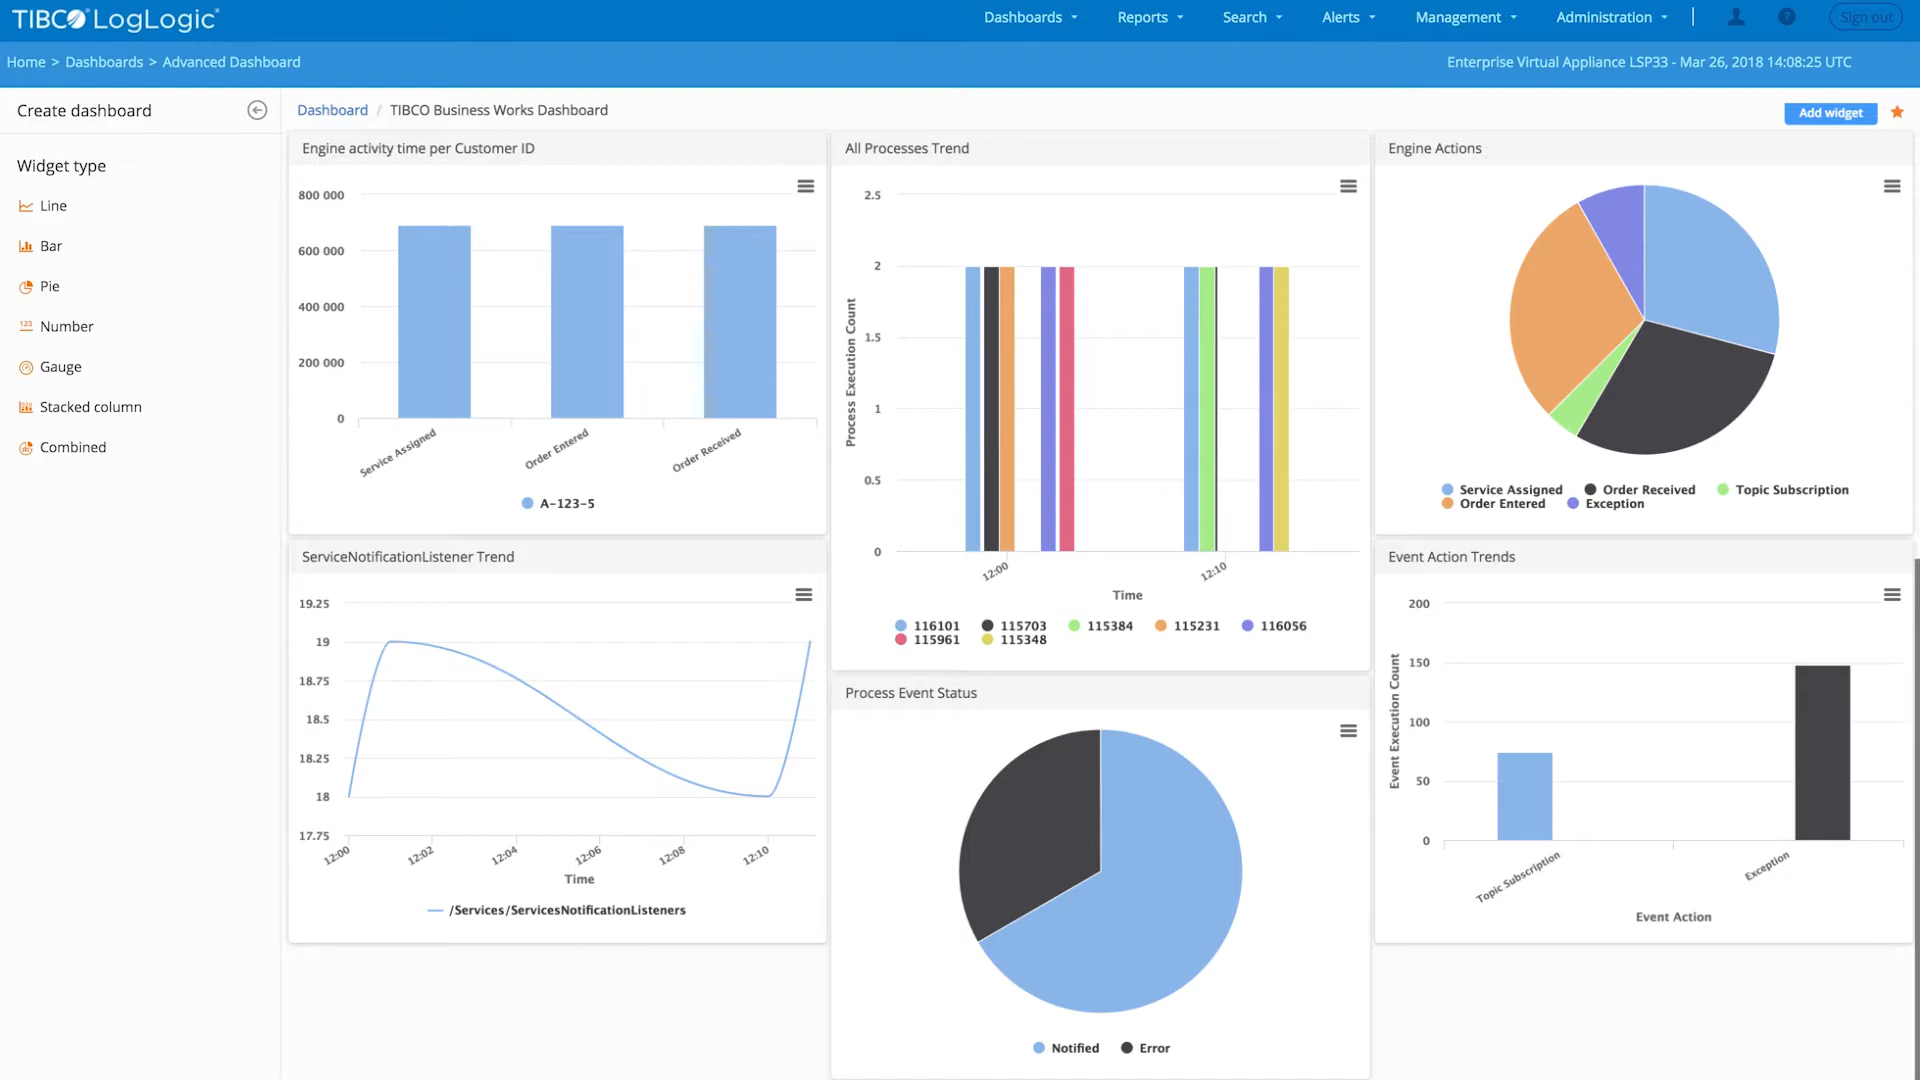 TIBCO LogLogic
Dashboards Reports Search Alerts Management Administration Sign out
Home > Dashboards > Advanced Dashboard
Enterprise Virtual Appliance LSP33 - Mar 26, 2018 14:08:25 UTC
Create dashboard
Widget type
Line
Bar
Pie
123 Number
Gauge
Stacked column
Combined
Dashboard / TIBCO Business Works Dashboard
Add widget
Engine activity time per Customer ID
800 000
600 000
400 000
200 000
0
Service Assigned
Order Entered
Order Received
A-123-5
All Processes Trend
Process Execution Count
2.5
2
1.5
1
0.5
0
12:00
12:10
Time
116101 115703 115384 115231 116056
115961 115348
Engine Actions
Service Assigned Order Received Topic Subscription
Order Entered Exception
ServiceNotificationListener Trend
19.25
19
18.75
18.5
18.25
18
17.75
12:00
12:02
12:04
12:06
12:08
12:10
Time
/Services/ServicesNotificationListeners
Process Event Status
Notified Error
Event Action Trends
Event Execution Count
200
150
100
50
0
Topic Subscription
Exception
Event Action